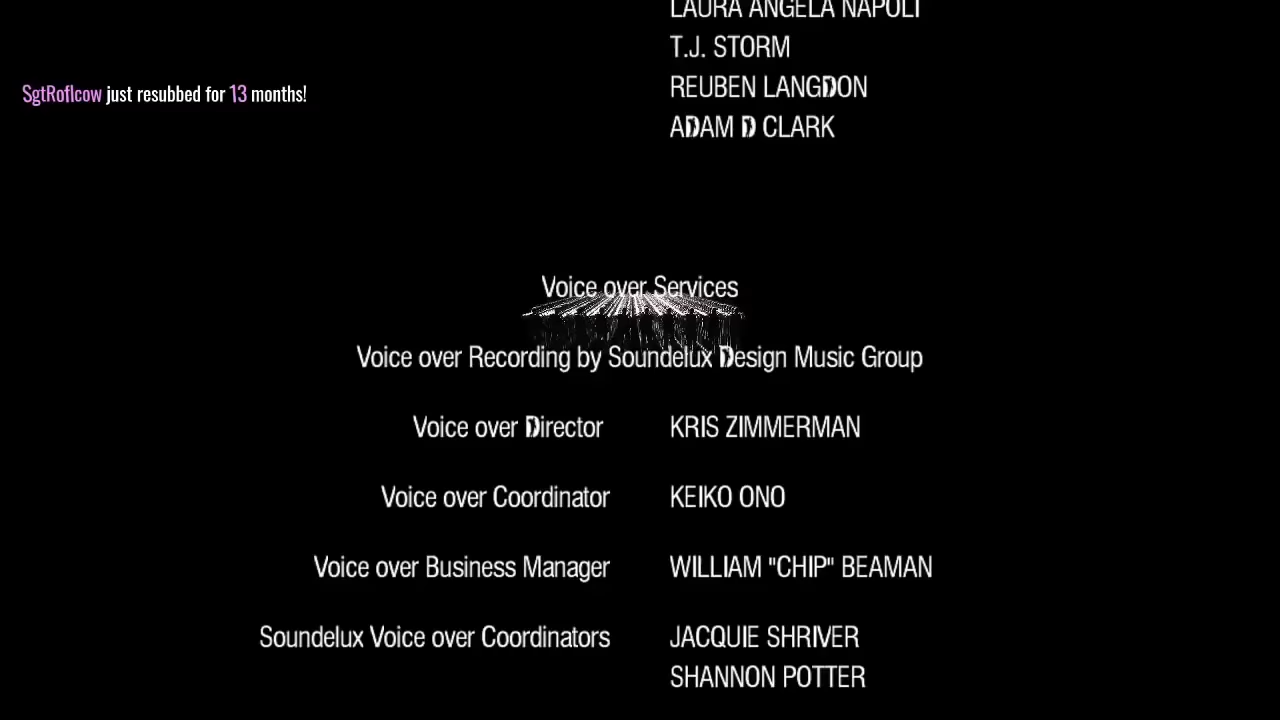 LAURA ANGELA NAPOLI
T.J. STORM
SgtRoflcow just resubbed for 13 months!
REUBEN LANGDON
ADAM D CLARK
Voice over Services
Voice over Recording by Soundelux Design Music Group
Voice over Director KRIS ZIMMERMAN
Voice over Coordinator KEIKO ONO
Voice over Business Manager WILLIAM "CHIP" BEAMAN
Soundelux Voice over Coordinators JACQUIE SHRIVER
SHANNON POTTER